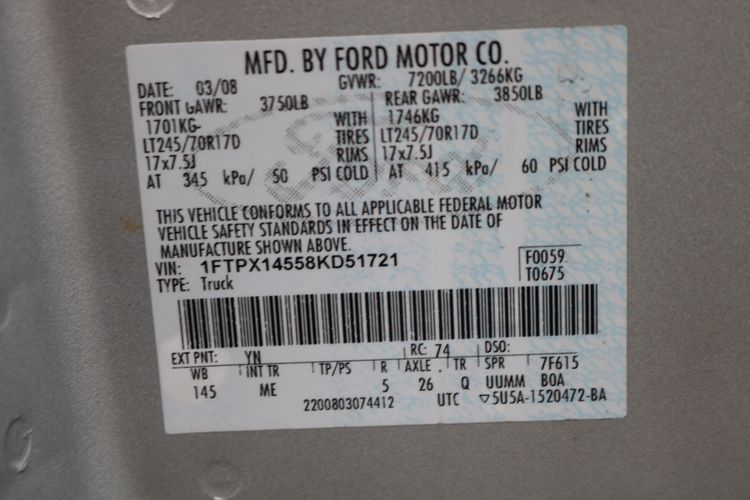 MFD. BY FORD MOTOR CO.
DATE: 03/08 GVWR: 7200LB/ 3266KG
FRONT GAWR: 3750LB REAR GAWR: 3850LB
1701KG WITH 1746KG WITH
LT245/70R17D TIRES LT245/70R17D TIRES
17x7.5J RIMS 17x7.5J RIMS
AT 345 kPa/ 50 PSI COLD AT 415 kPa/ 60 PSI COLD
THIS VEHICLE CONFORMS TO ALL APPLICABLE FEDERAL MOTOR
VEHICLE SAFETY STANDARDS IN EFFECT ON THE DATE OF
MANUFACTURE SHOWN ABOVE.
VIN: 1FTPX14558KD51721 F0059
TYPE: Truck T0675
EXT PNT: YN RC: 74 DSO:
WB INT TR TP/PS R AXLE TR SPR 7F615
145 ME 5 26 Q UUMM BOA
2200803074412 UTC ▽5U5A-1520472-BA